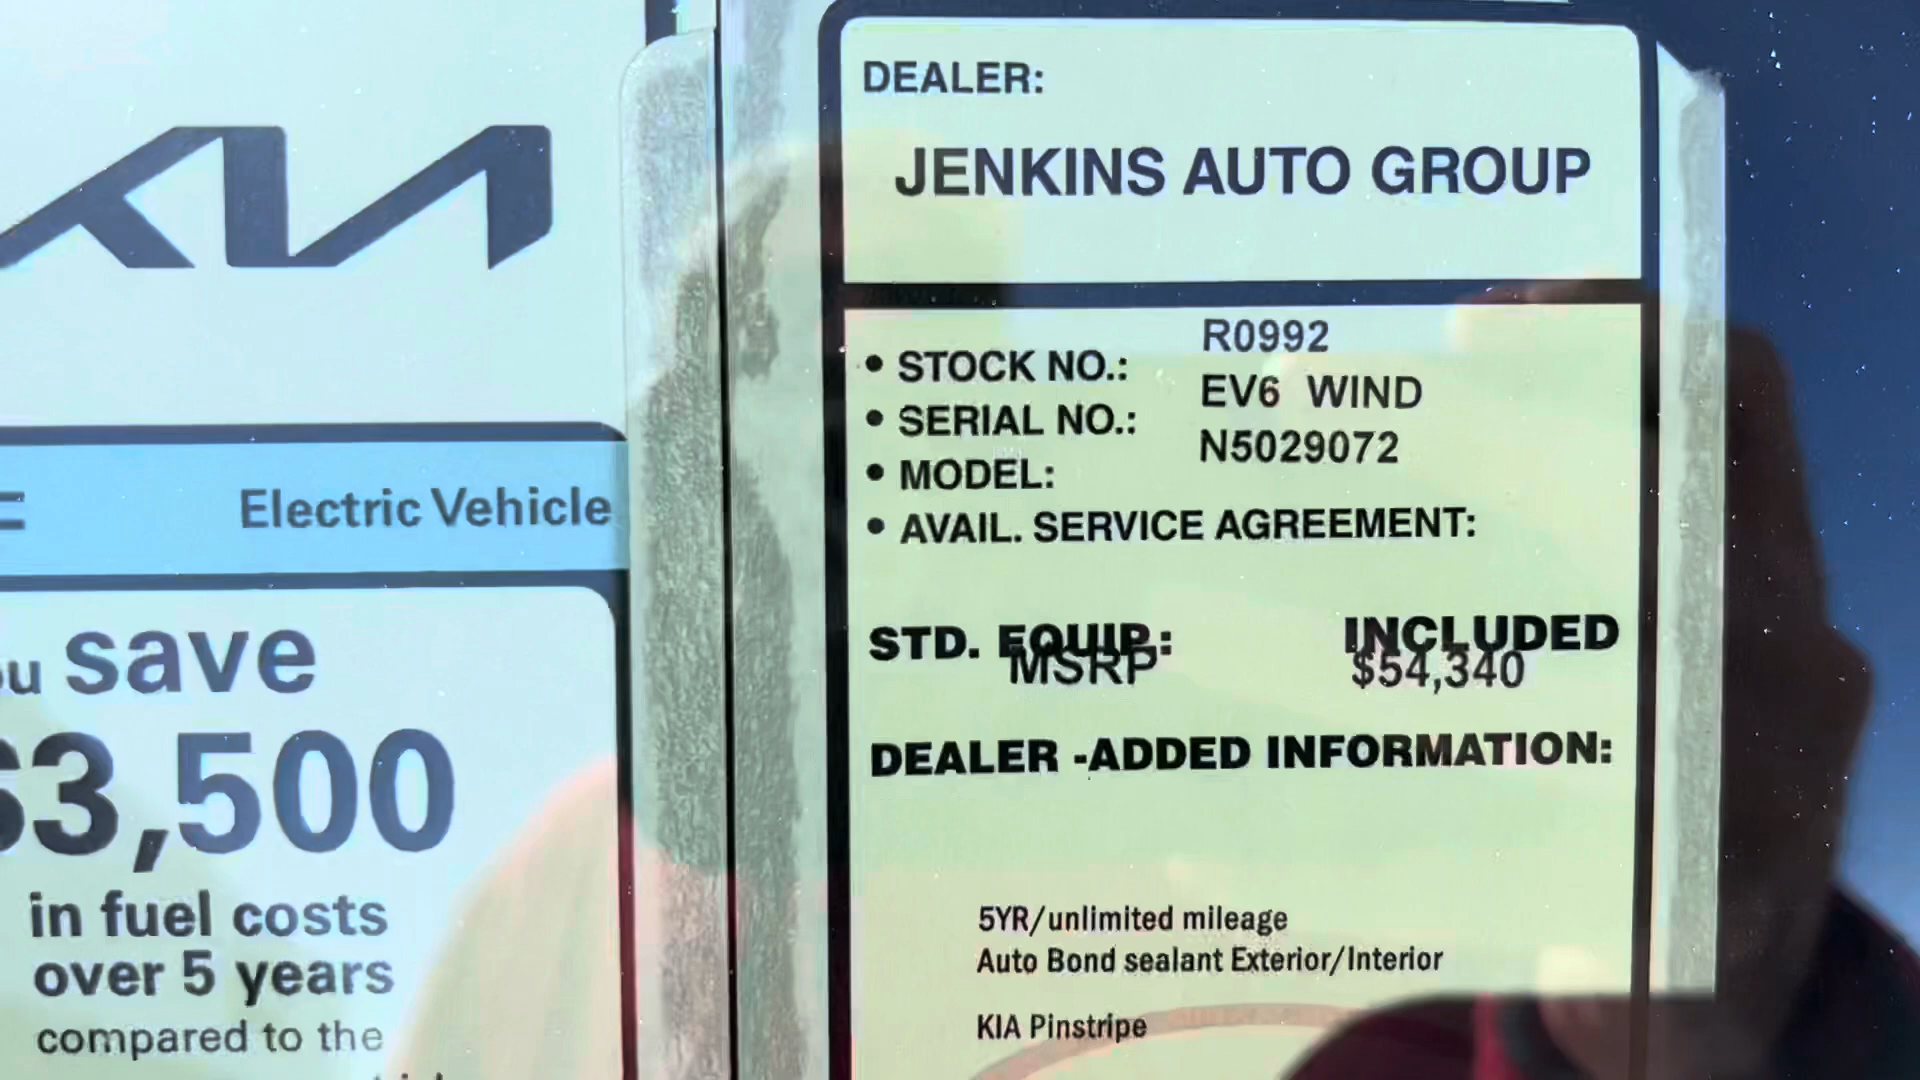 KIA
Electric Vehicle
save
3,500
in fuel costs
over 5 years
compared to the
DEALER:
JENKINS AUTO GROUP
• STOCK NO.: R0992
• SERIAL NO.: EV6 WIND
• MODEL: N5029072
• AVAIL. SERVICE AGREEMENT:
STD. EQUIP.: INCLUDED
MSRP $54,340
DEALER -ADDED INFORMATION:
5YR/unlimited mileage
Auto Bond sealant Exterior/Interior
KIA Pinstripe